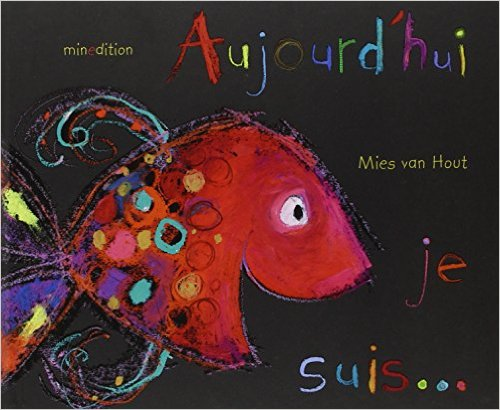 minedition
Aujourd'hui
Mies van Hout
je
suis...